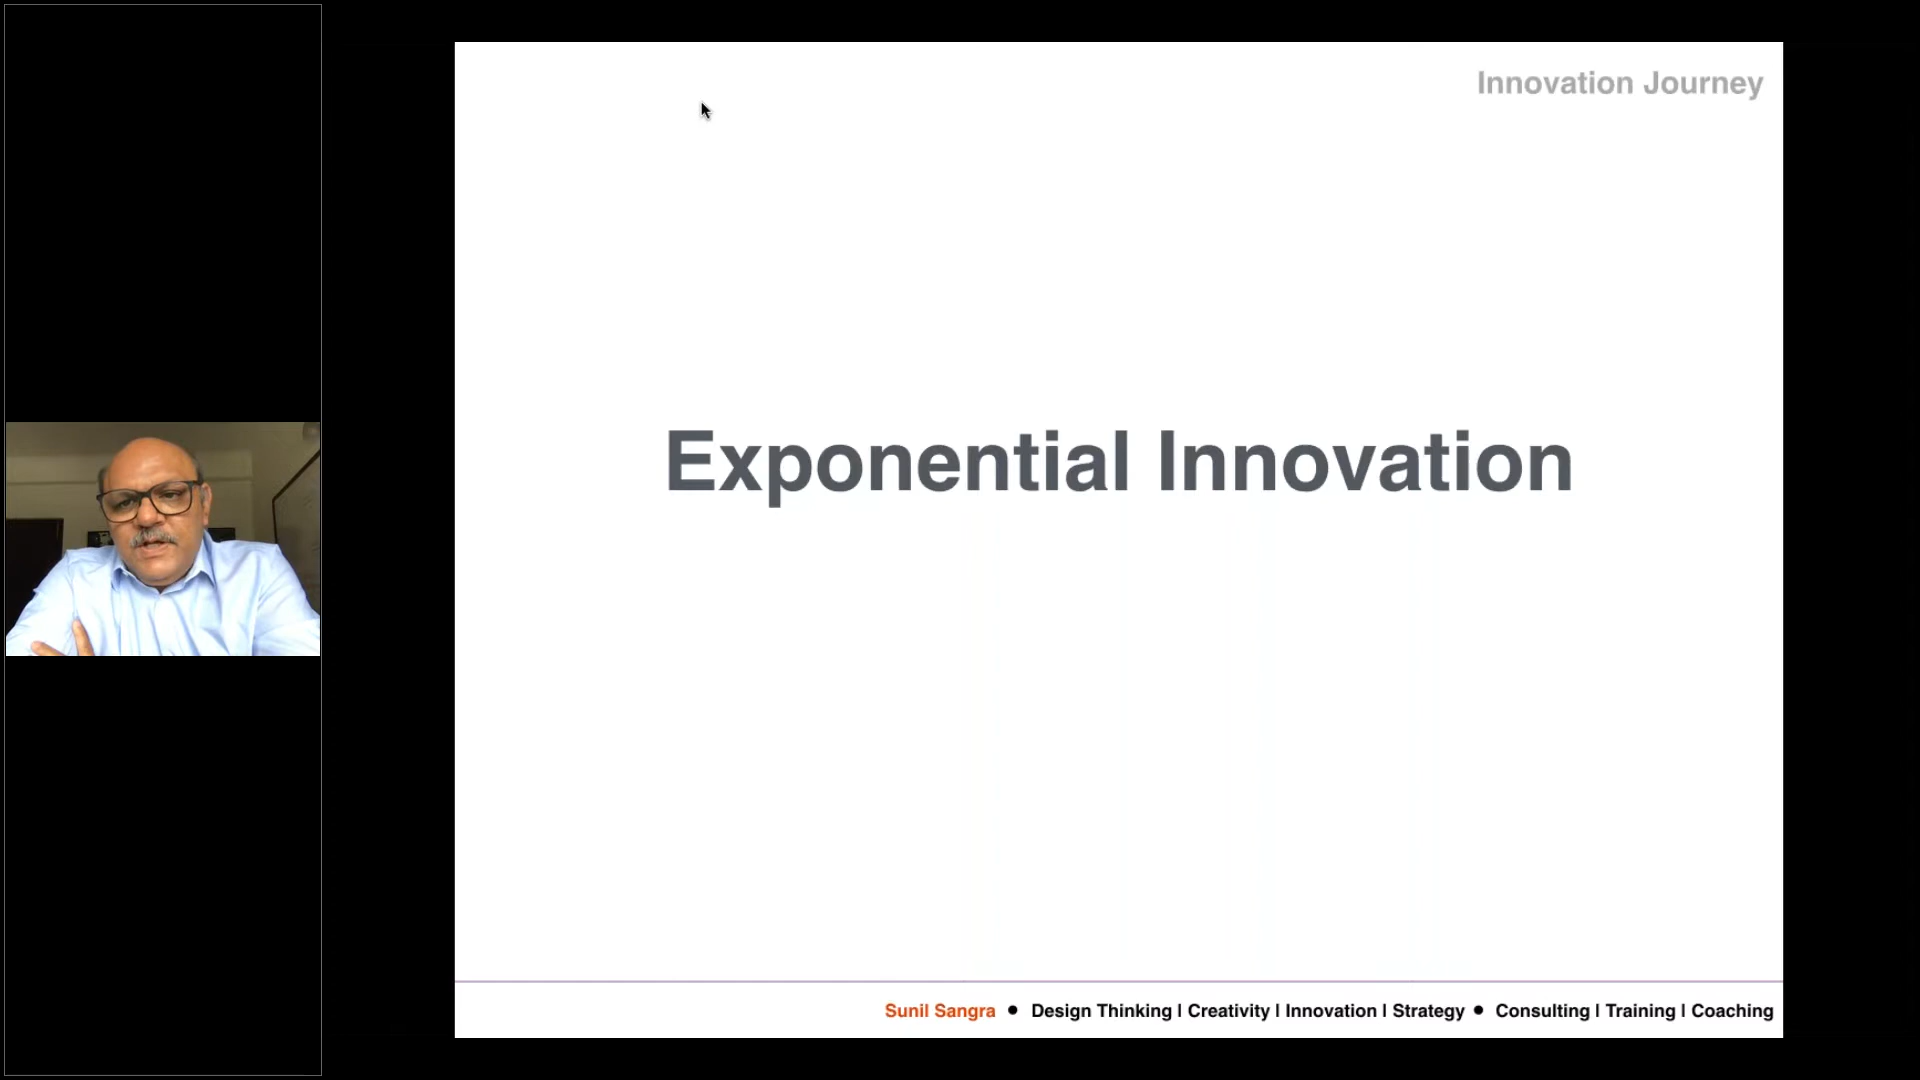 Innovation Journey
Exponential Innovation
Sunil Sangra ● Design Thinking | Creativity | Innovation | Strategy ● Consulting | Training | Coaching